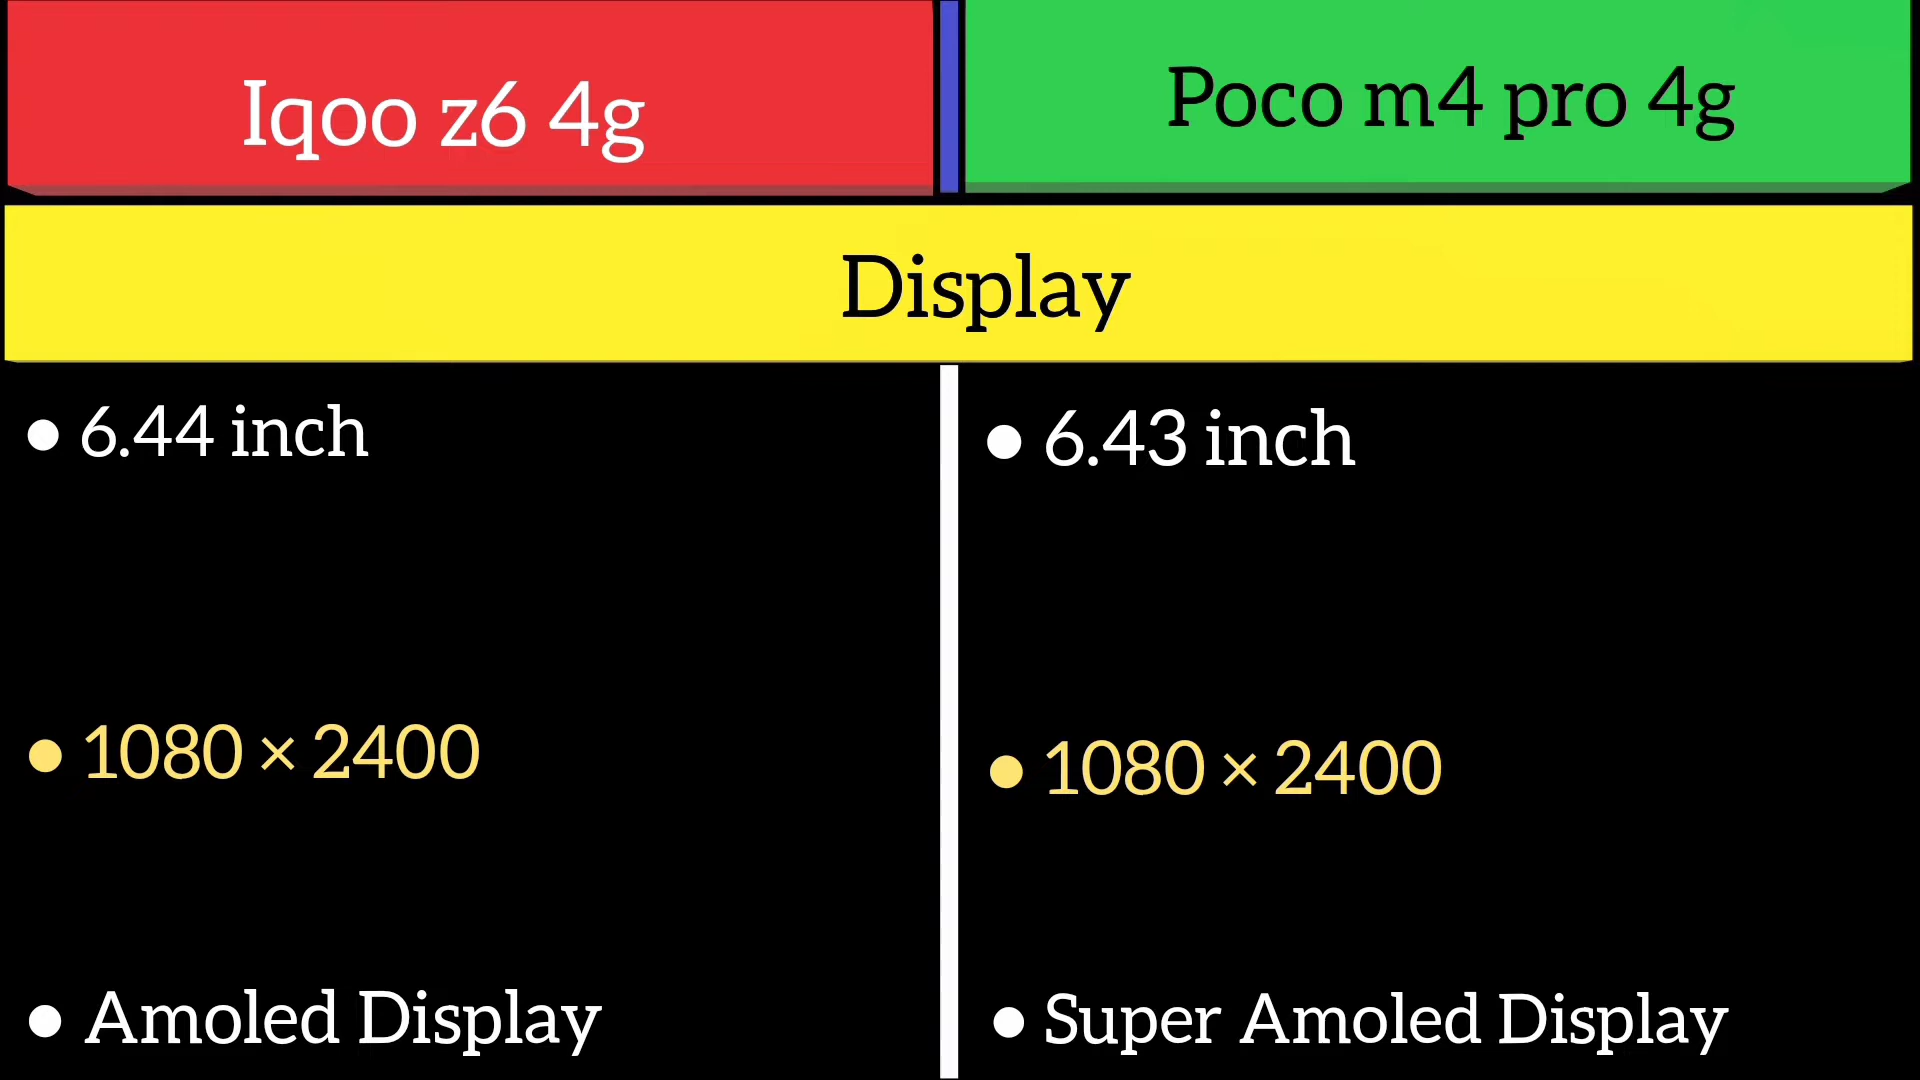 Iqoo z6 4g
Poco m4 pro 4g
Display
• 6.44 inch
• 6.43 inch
• 1080 × 2400
• 1080 × 2400
• Amoled Display
• Super Amoled Display